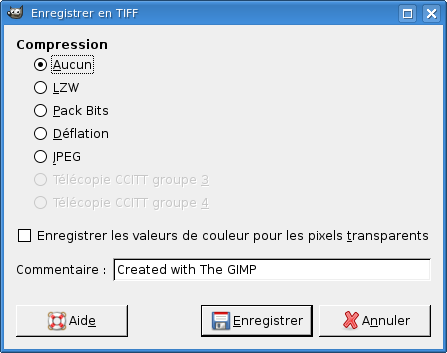 Enregistrer en TIFF
Compression
Aucun
LZW
Pack Bits
Déflation
JPEG
Télécopie CCITT groupe 3
Télécopie CCITT groupe 4
Enregistrer les valeurs de couleur pour les pixels transparents
Commentaire : Created with The GIMP
Aide Enregistrer Annuler